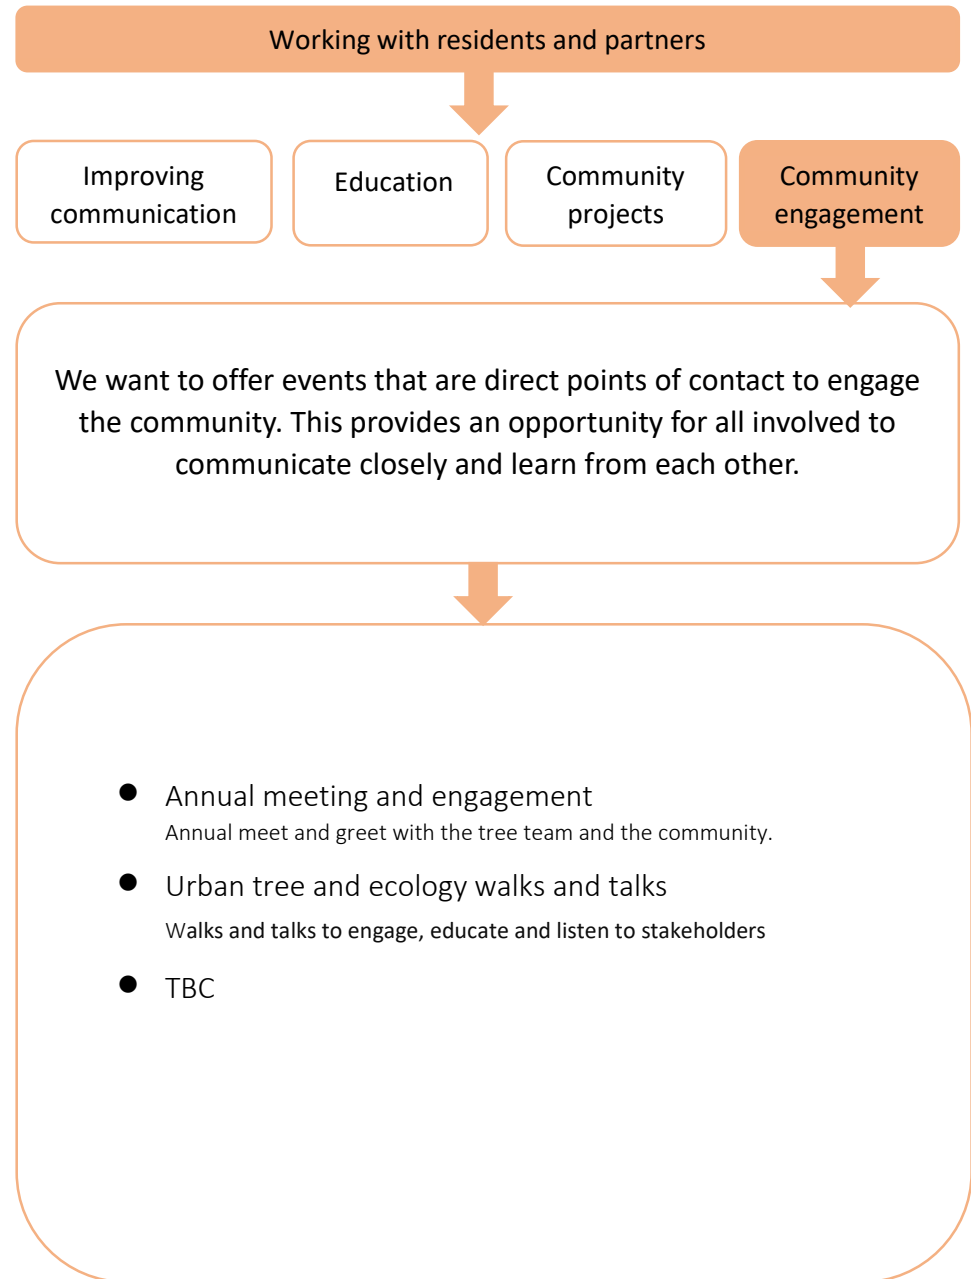 Working with residents and partners
Improving
communication
Education
Community
projects
Community
engagement
We want to offer events that are direct points of contact to engage
the community. This provides an opportunity for all involved to
communicate closely and learn from each other.
● Annual meeting and engagement
Annual meet and greet with the tree team and the community.
● Urban tree and ecology walks and talks
Walks and talks to engage, educate and listen to stakeholders
● TBC